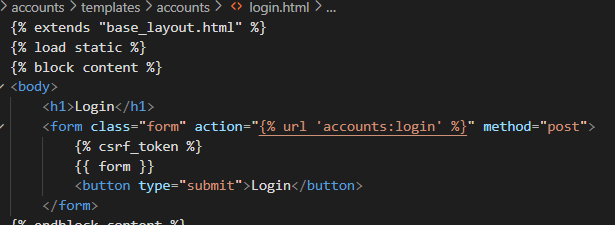 accounts > templates > accounts > <> login.html > ...
{% extends "base_layout.html" %}
{% load static %}
{% block content %}
<body>
<h1>Login</h1>
<form class="form" action="{% url 'accounts:login' %}" method="post">
{% csrf_token %}
{{ form }}
<button type="submit">Login</button>
</form>
{% endblock content %}